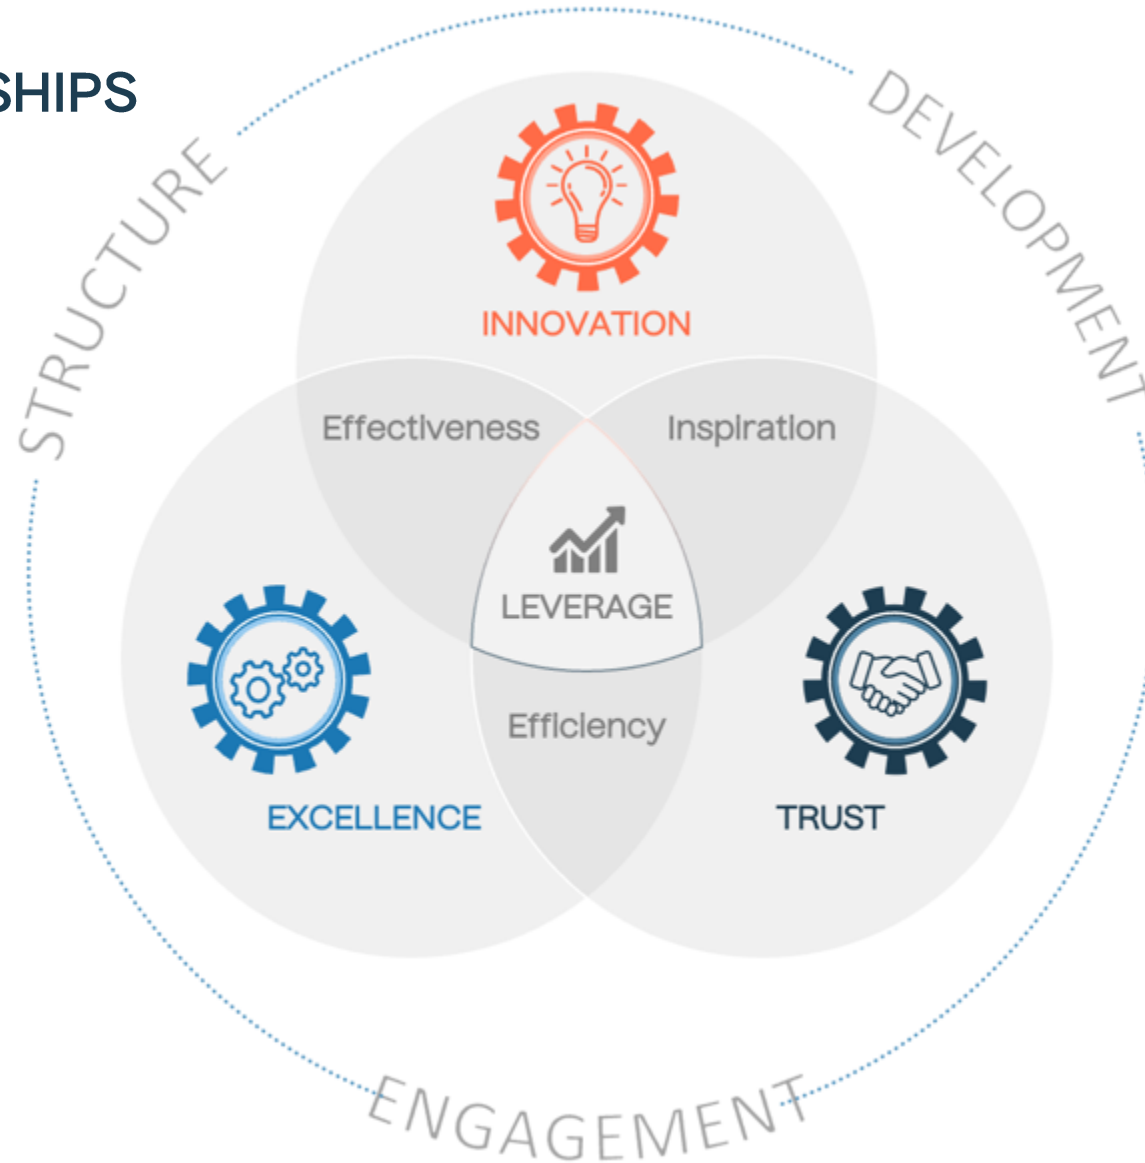 SHIPS
STRUCTURE
DEVELOPMENT
INNOVATION
Effectiveness
Inspiration
LEVERAGE
Efficiency
EXCELLENCE
TRUST
ENGAGEMENT